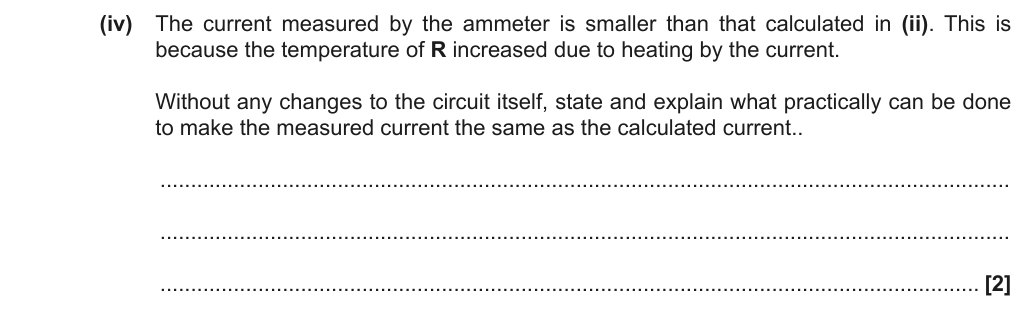 (iv) The current measured by the ammeter is smaller than that calculated in (ii). This is
because the temperature of R increased due to heating by the current.
Without any changes to the circuit itself, state and explain what practically can be done
to make the measured current the same as the calculated current..
[2]